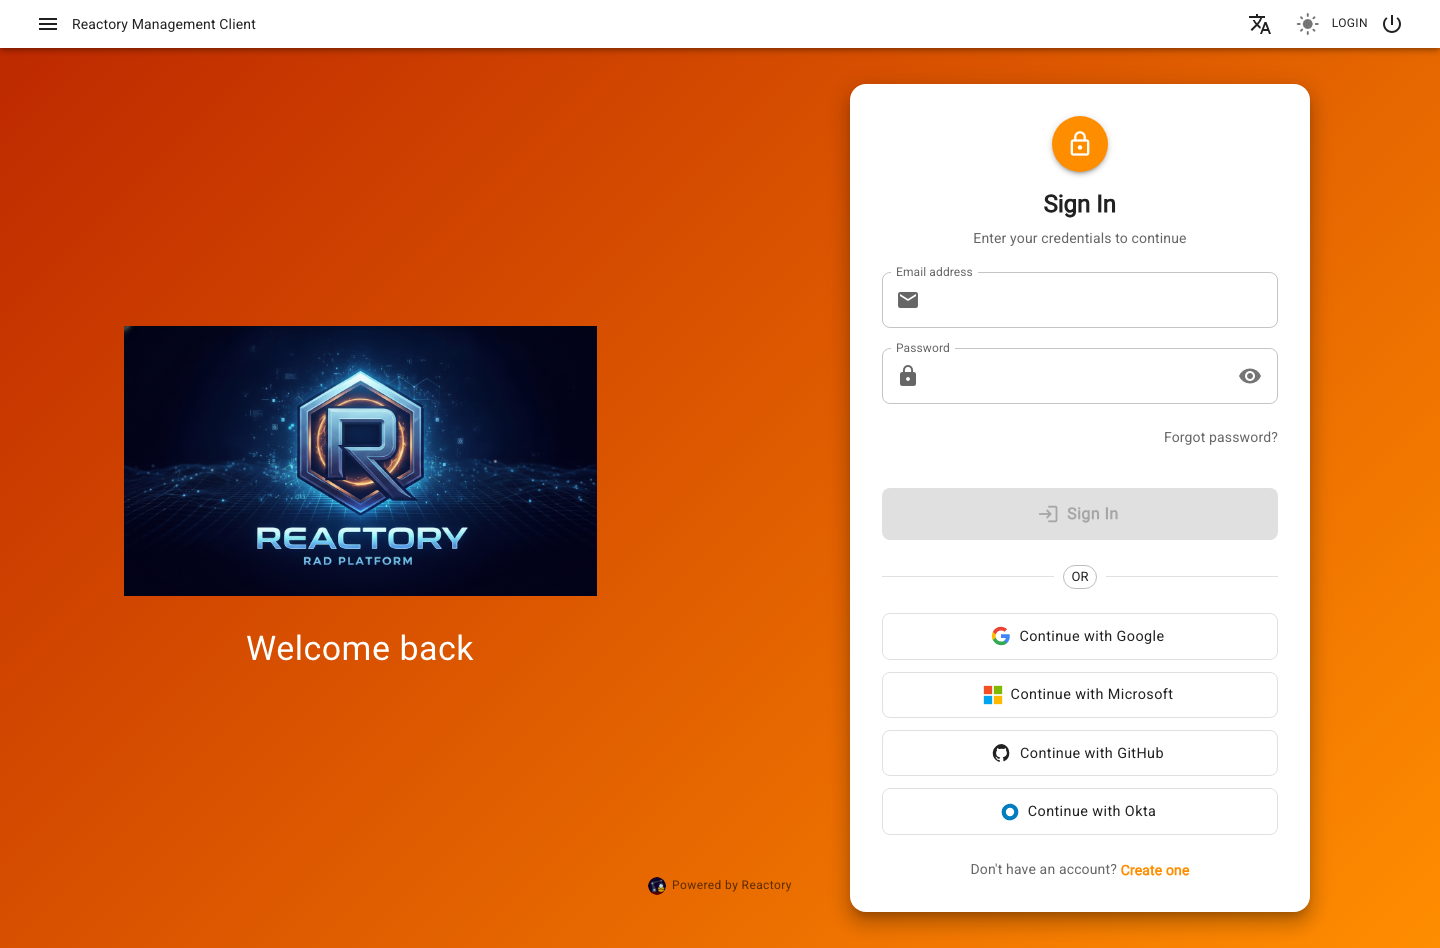 Reactory Management Client
LOGIN
REACTORY
RAD PLATFORM
Welcome back
Powered by Reactory
Sign In
Enter your credentials to continue
Email address
Password
Forgot password?
Sign In
OR
Continue with Google
Continue with Microsoft
Continue with GitHub
Continue with Okta
Don't have an account? Create one